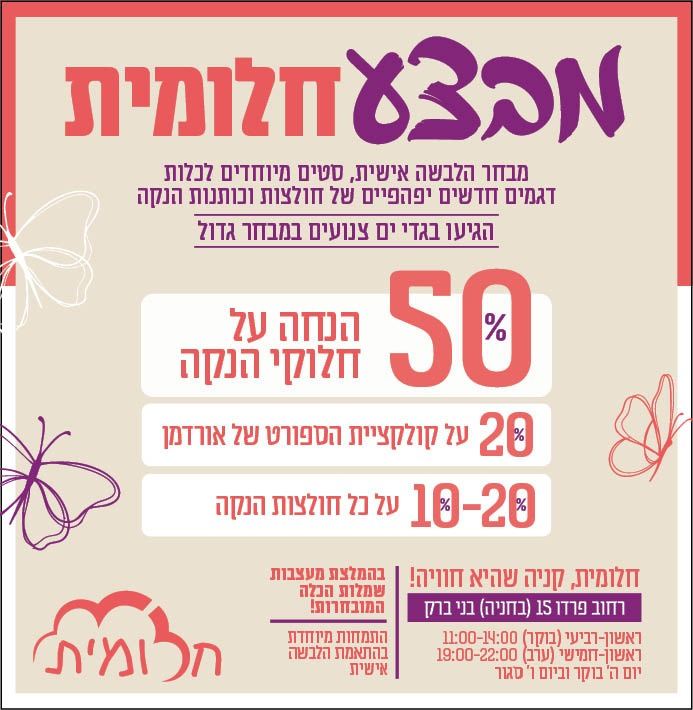 מבצע חלומית
מבחר הלבשה אישית, סטים מיוחדים לכלות
דגמים חדשים יפהפיים של חולצות וכותנות הנקה
הגיעו בגדי ים צנועים במבחר גדול
50% הנחה על
חלוקי הנקה
20% על קולקציית הספורט של אורדמן
10%-20% על כל חולצות הנקה
חלומית, קניה שהיא חוויה!
רחוב פרדו 15 (בחניה) בני ברק
ראשון-רביעי (בוקר) 11:00-14:00
ראשון-חמישי (ערב) 19:00-22:00
יום ה' בוקר וביום ו' סגור
בהמלצת מעצבות
שמלות הכלה
המובחרות!
התמחות מיוחדת
בהתאמת הלבשה
אישית
חלומית